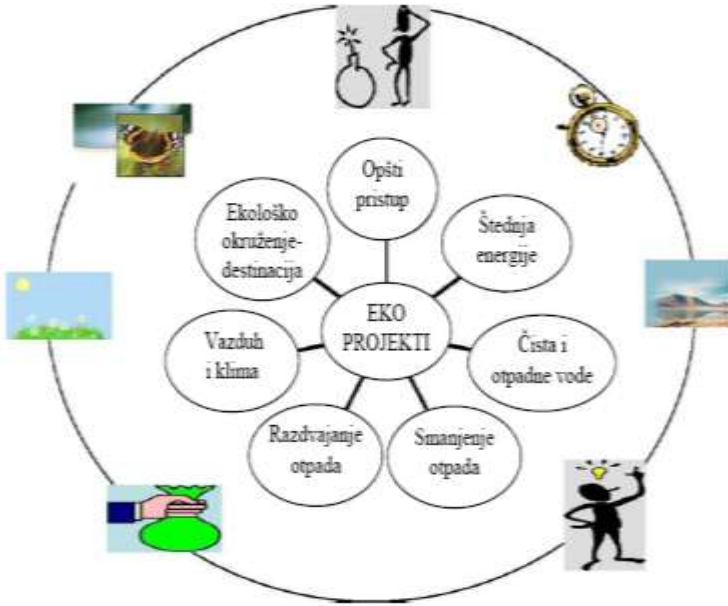 Opšti
pristup
Štednja
energije
Čista i
otpadne vode
Smanjenje
otpada
Razdvajanje
otpada
Vazduh
i klima
Ekološko
okruženje-
destinacija
EKO
PROJEKTI